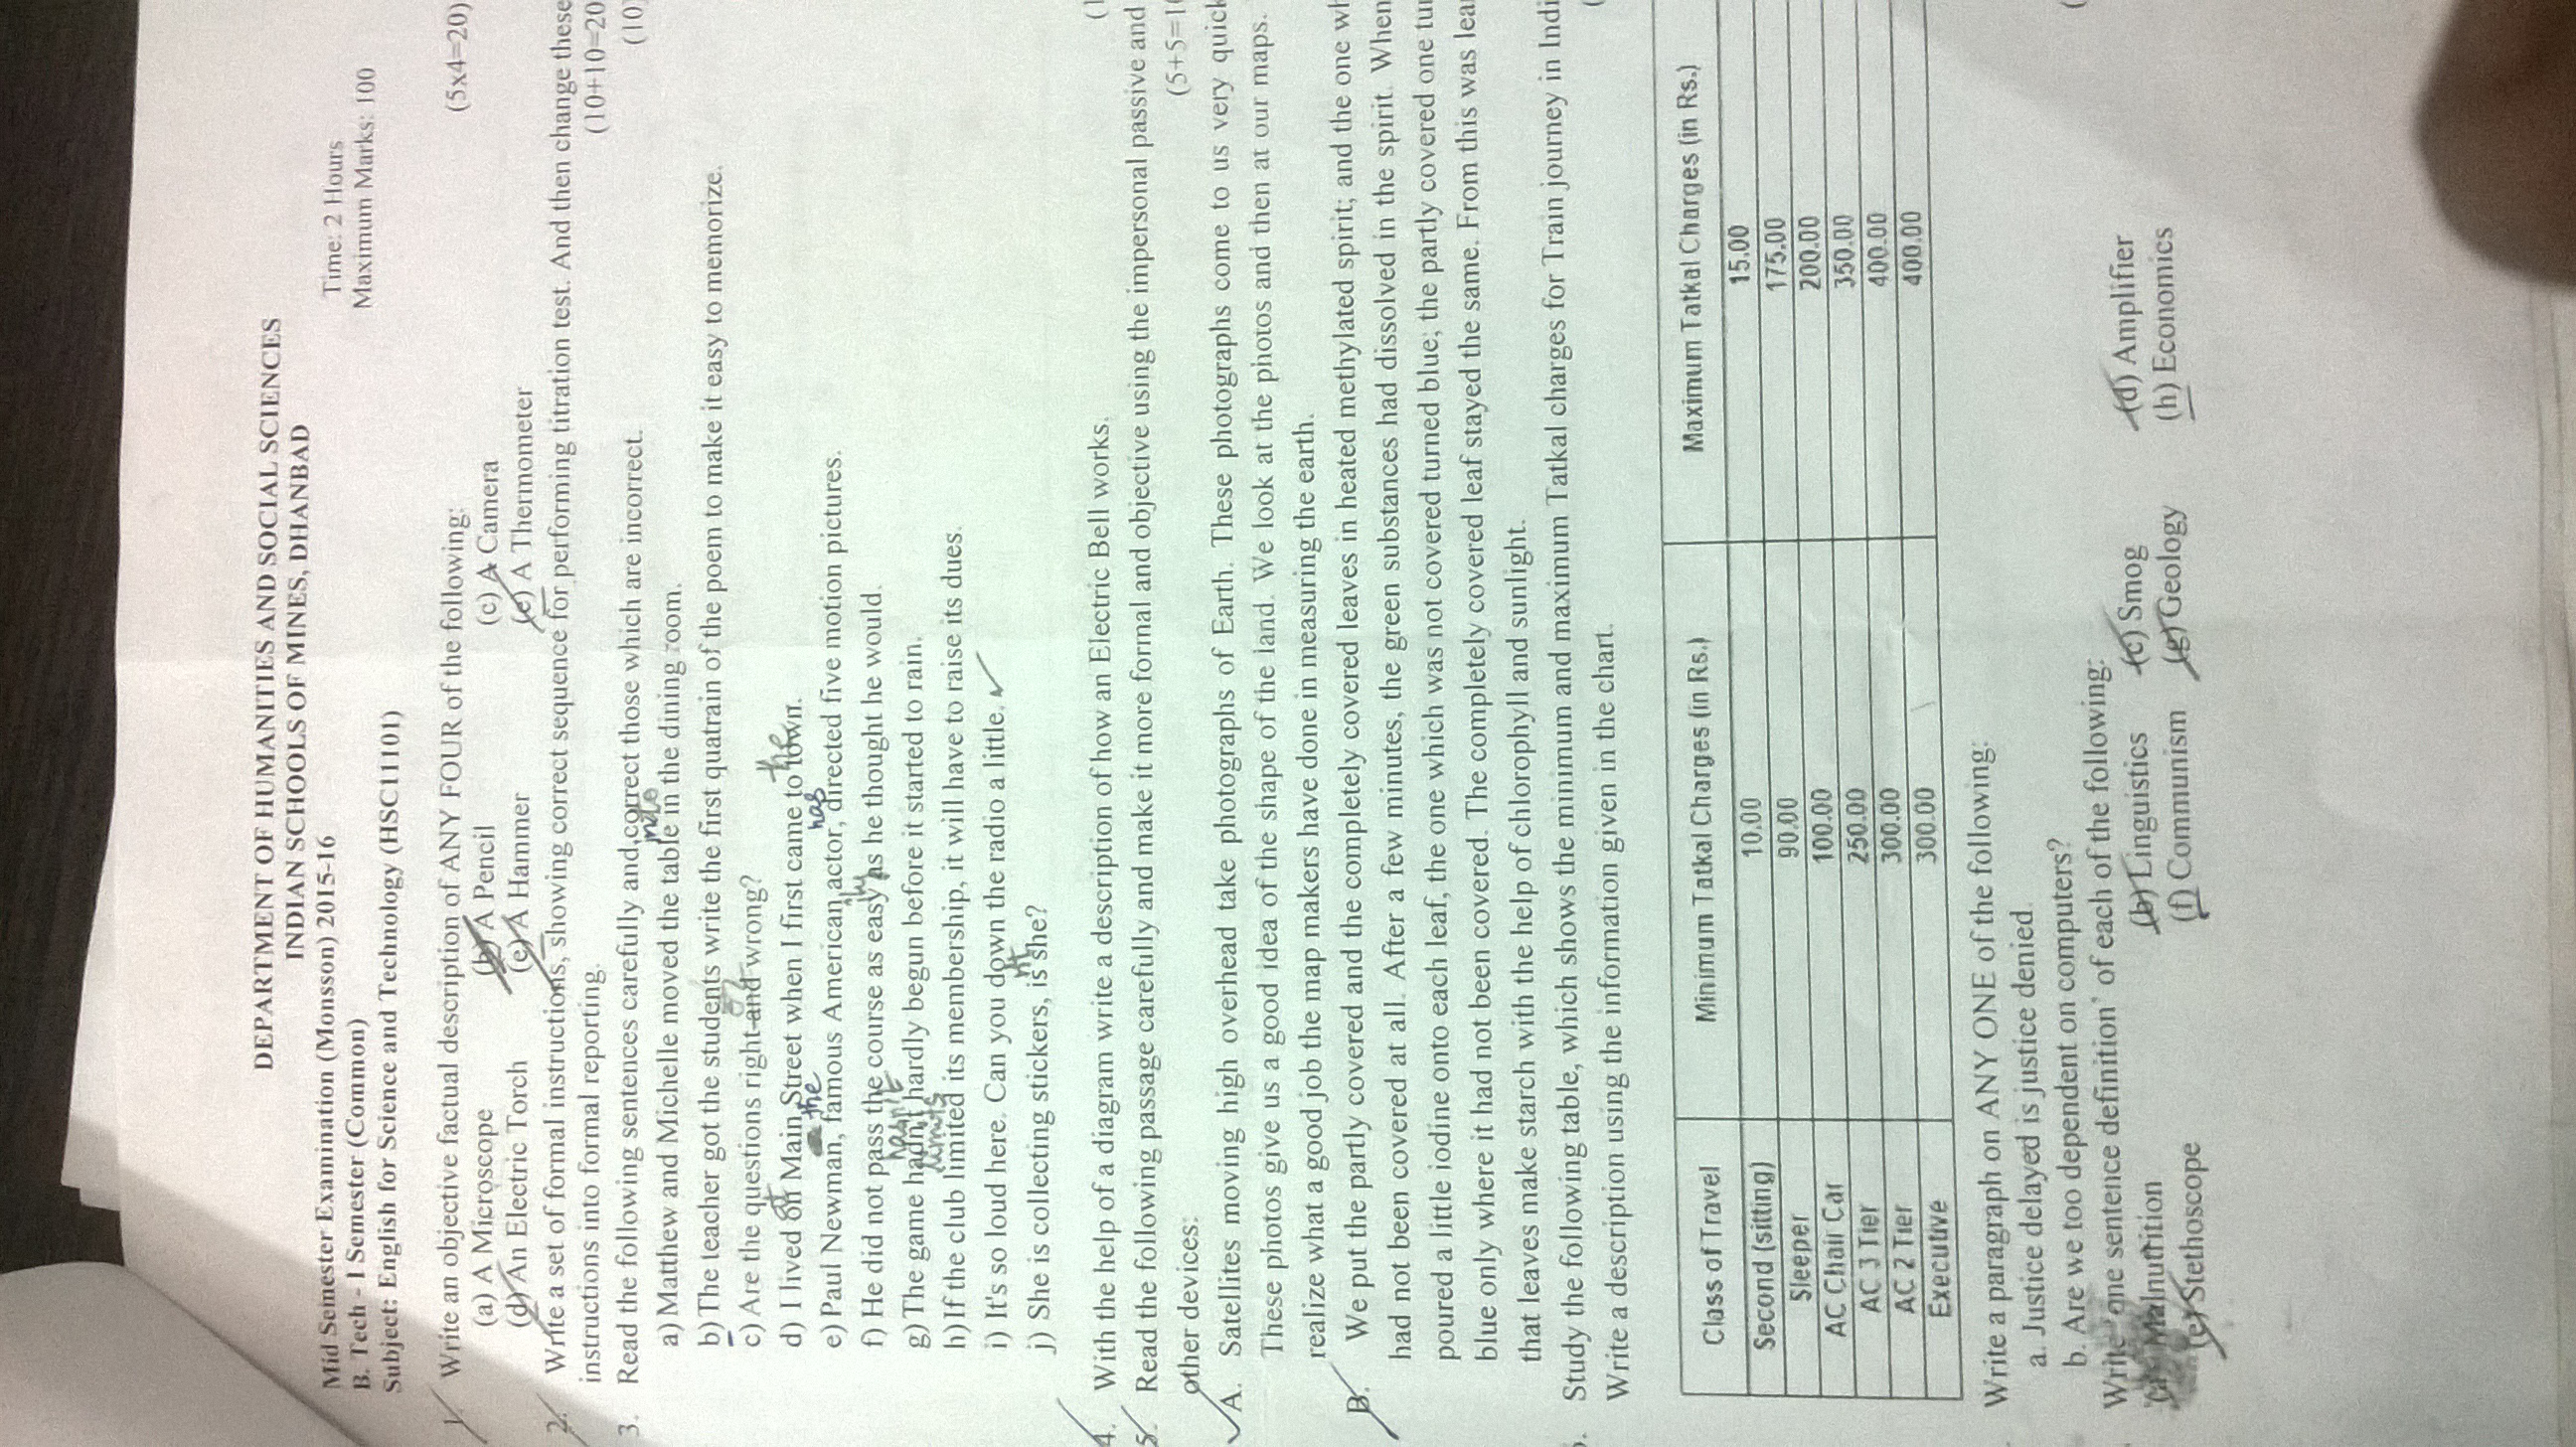 DEPARTMENT OF HUMANITIES AND SOCIAL SCIENCES
INDIAN SCHOOLS OF MINES, DHANBAD
Mid Semester Examination (Monsson) 2015-16
Time: 2 Hours
B. Tech - I Semester (Common)
Maximum Marks: 100
Subject: English for Science and Technology (HSC11101)
1. Write an objective factual description of ANY FOUR of the following: (5x4=20)
(a) A Microscope (b) A Pencil (c) A Camera
(d) An Electric Torch (e) A Hammer (e) A Thermometer
2. Write a set of formal instructions, showing correct sequence for performing titration test. And then change these
instructions into formal reporting. (10+10=20
3. Read the following sentences carefully and correct those which are incorrect. (10)
a) Matthew and Michelle moved the table in the dining room.
b) The teacher got the students write the first quatrain of the poem to make it easy to memorize.
c) Are the questions right and wrong?
or
d) I lived on Main Street when I first came to town.
at the
e) Paul Newman, famous American actor, directed five motion pictures.
the has
f) He did not pass the course as easy as he thought he would.
ily
g) The game hadn't hardly begun before it started to rain.
hasn't
h) If the club limited its membership, it will have to raise its dues.
limits
i) It's so loud here. Can you down the radio a little.
j) She is collecting stickers, is she?
n't
4. With the help of a diagram write a description of how an Electric Bell works.
5. Read the following passage carefully and make it more formal and objective using the impersonal passive and
other devices: (5+5=10
A. Satellites moving high overhead take photographs of Earth. These photographs come to us very quick
These photos give us a good idea of the shape of the land. We look at the photos and then at our maps.
realize what a good job the map makers have done in measuring the earth.
B. We put the partly covered and the completely covered leaves in heated methylated spirit; and the one wh
had not been covered at all. After a few minutes, the green substances had dissolved in the spirit. When
poured a little iodine onto each leaf, the one which was not covered turned blue; the partly covered one tur
blue only where it had not been covered. The completely covered leaf stayed the same. From this was lear
that leaves make starch with the help of chlorophyll and sunlight.
Study the following table, which shows the minimum and maximum Tatkal charges for Train journey in Indi
Write a description using the information given in the chart.
Class of Travel Minimum Tatkal Charges (in Rs.) Maximum Tatkal Charges (in Rs.)
Second (sitting) 10.00 15.00
Sleeper 90.00 175.00
AC Chair Car 100.00 200.00
AC 3 Tier 250.00 350.00
AC 2 Tier 300.00 400.00
Executive 300.00 400.00
Write a paragraph on ANY ONE of the following:
a. Justice delayed is justice denied.
b. Are we too dependent on computers?
Write 'one sentence definition' of each of the following:
(a) Malnutrition (b) Linguistics (c) Smog (d) Amplifier
(e) Stethoscope (f) Communism (g) Geology (h) Economics